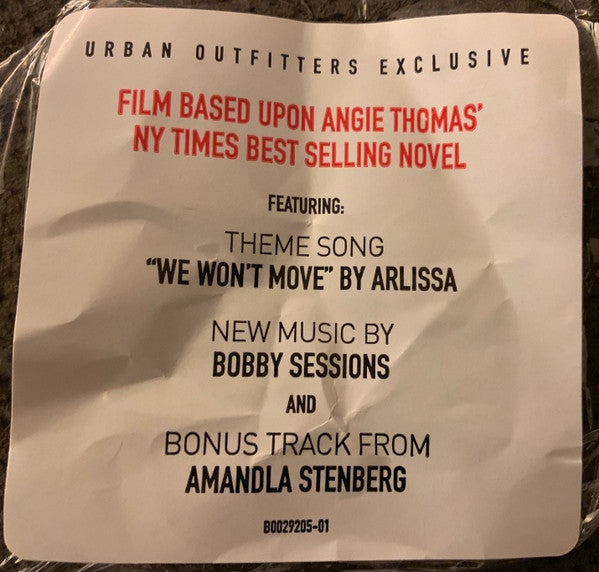 URBAN OUTFITTERS EXCLUSIVE
FILM BASED UPON ANGIE THOMAS'
NY TIMES BEST SELLING NOVEL
FEATURING:
THEME SONG
"WE WON'T MOVE" BY ARLISSA
NEW MUSIC BY
BOBBY SESSIONS
AND
BONUS TRACK FROM
AMANDLA STENBERG
B0029205-01